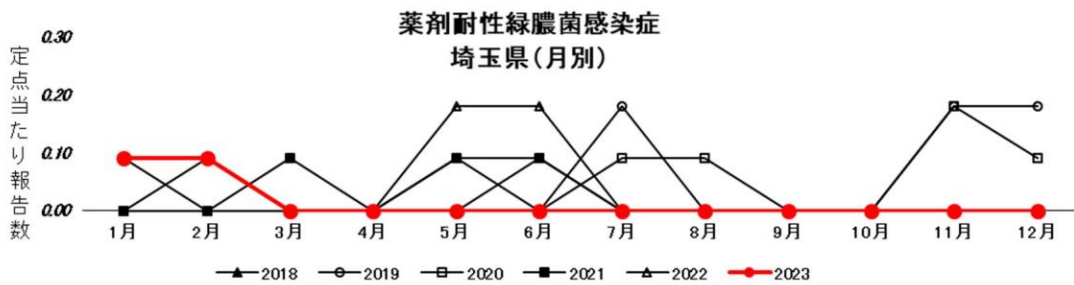 薬剤耐性緑膿菌感染症
埼玉県(月別)
定点当たり報告数
0.30
0.20
0.10
0.00
1月 2月 3月 4月 5月 6月 7月 8月 9月 10月 11月 12月
2018 2019 2020 2021 2022 2023